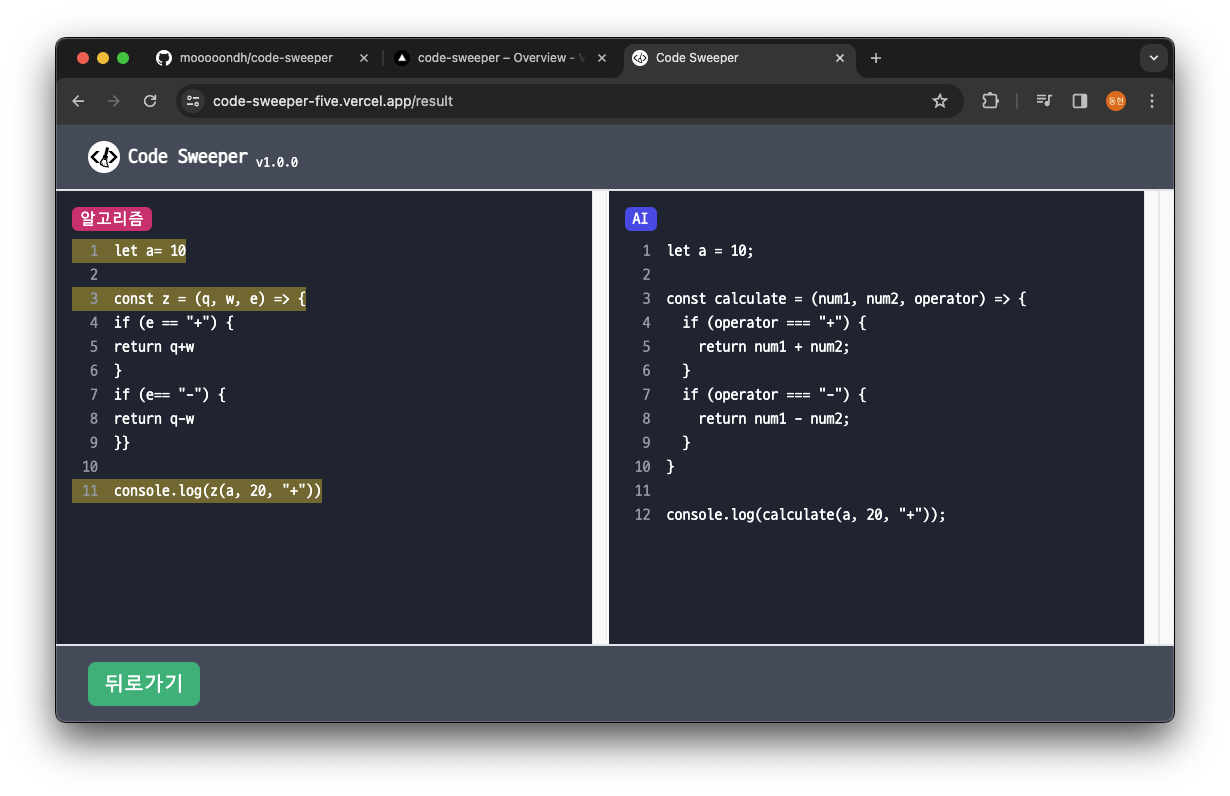 mooooondh/code-sweeper
code-sweeper – Overview -
Code Sweeper
code-sweeper-five.vercel.app/result
동현
Code Sweeper v1.0.0
알고리즘
1 let a= 10
2
3 const z = (q, w, e) => {
4 if (e == "+") {
5 return q+w
6 }
7 if (e== "-") {
8 return q-w
9 }}
10
11 console.log(z(a, 20, "+"))
AI
1 let a = 10;
2
3 const calculate = (num1, num2, operator) => {
4   if (operator === "+") {
5     return num1 + num2;
6   }
7   if (operator === "-") {
8     return num1 - num2;
9   }
10 }
11
12 console.log(calculate(a, 20, "+"));
뒤로가기